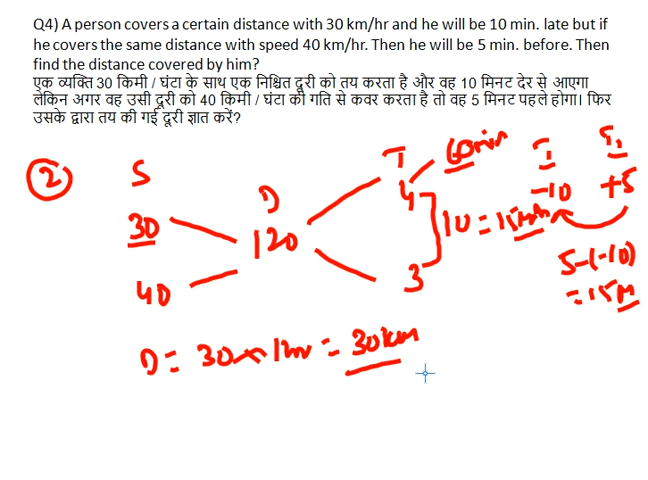 Q4) A person covers a certain distance with 30 km/hr and he will be 10 min. late but if
he covers the same distance with speed 40 km/hr. Then he will be 5 min. before. Then
find the distance covered by him?
एक व्यक्ति 30 किमी / घंटा के साथ एक निश्चित दूरी को तय करता है और वह 10 मिनट देर से आएगा
लेकिन अगर वह उसी दूरी को 40 किमी / घंटा की गति से कवर करता है तो वह 5 मिनट पहले होगा। फिर
उसके द्वारा तय की गई दूरी ज्ञात करें?
2 S T 60min T1 T2
D 4 -10 +5
30 120 1U = 15Min
40 3 5-(-10)
=15M
D = 30×1hr = 30km